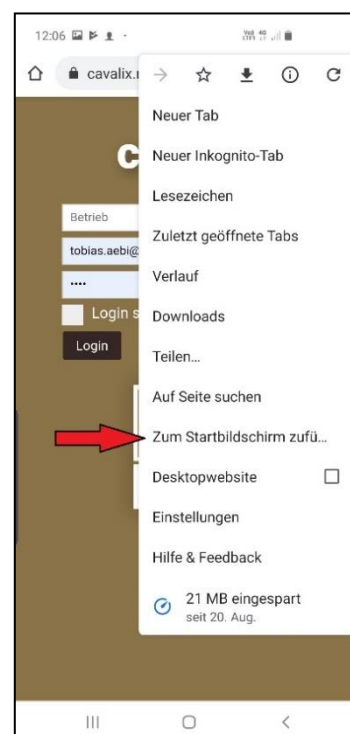 12:06
cavalix.
Neuer Tab
C
Neuer Inkognito-Tab
Lesezeichen
Betrieb
Zuletzt geöffnete Tabs
tobias.aebi@
Verlauf
Login s
Downloads
Login
Teilen...
Auf Seite suchen
Zum Startbildschirm zufü...
Desktopwebsite
Einstellungen
Hilfe & Feedback
21 MB eingespart
seit 20. Aug.